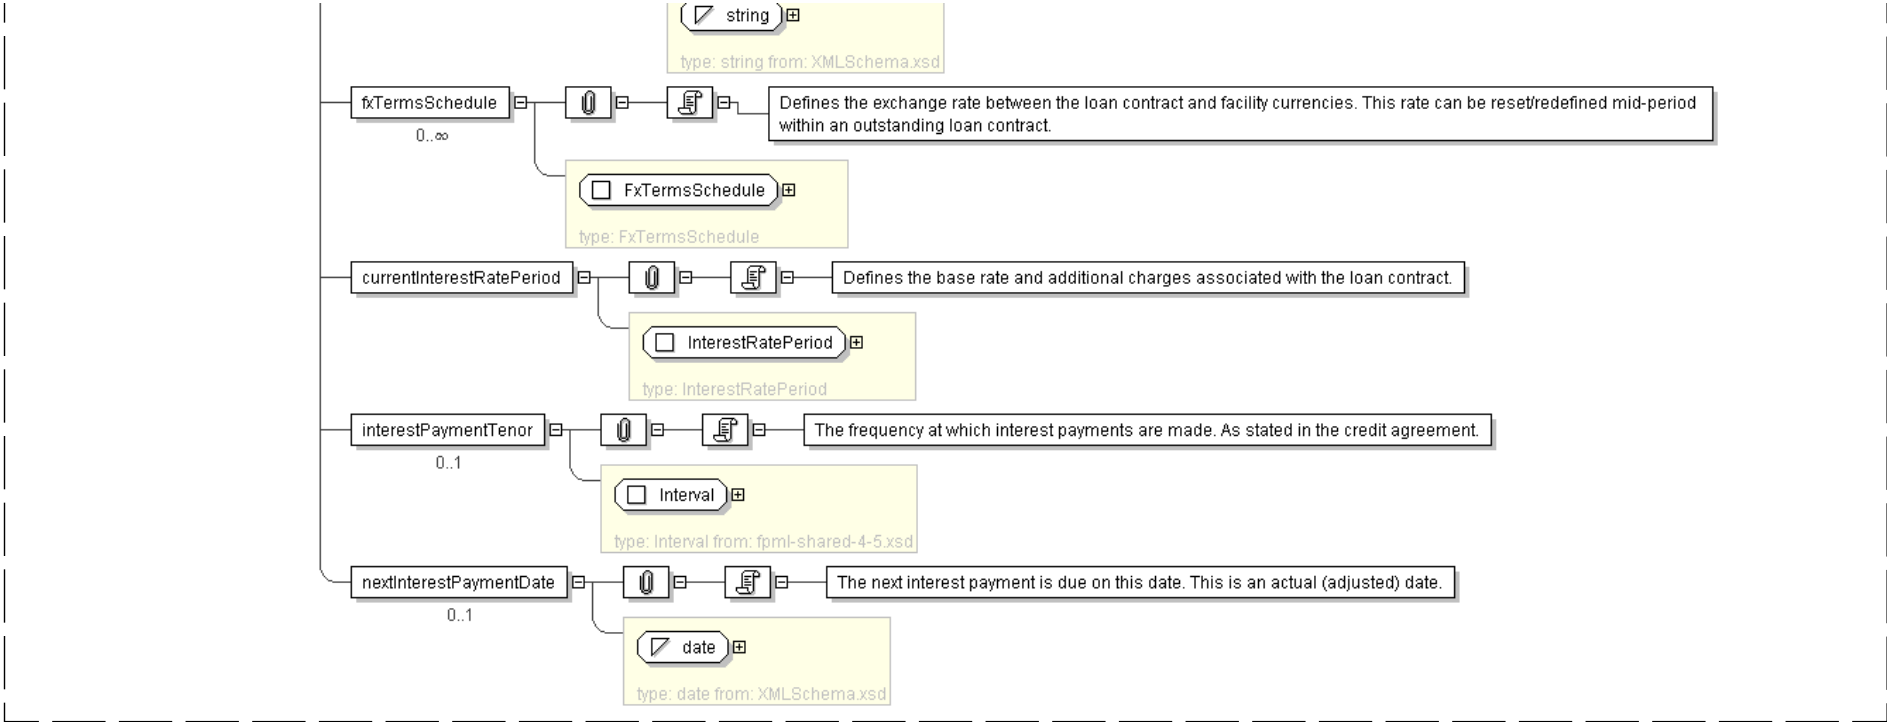 string
type: string from: XMLSchema.xsd
fxTermsSchedule
0..∞
Defines the exchange rate between the loan contract and facility currencies. This rate can be reset/redefined mid-period
within an outstanding loan contract.
FxTermsSchedule
type: FxTermsSchedule
currentInterestRatePeriod
Defines the base rate and additional charges associated with the loan contract.
InterestRatePeriod
type: InterestRatePeriod
interestPaymentTenor
0..1
The frequency at which interest payments are made. As stated in the credit agreement.
Interval
type: Interval from: fpml-shared-4-5.xsd
nextInterestPaymentDate
0..1
The next interest payment is due on this date. This is an actual (adjusted) date.
date
type: date from: XMLSchema.xsd